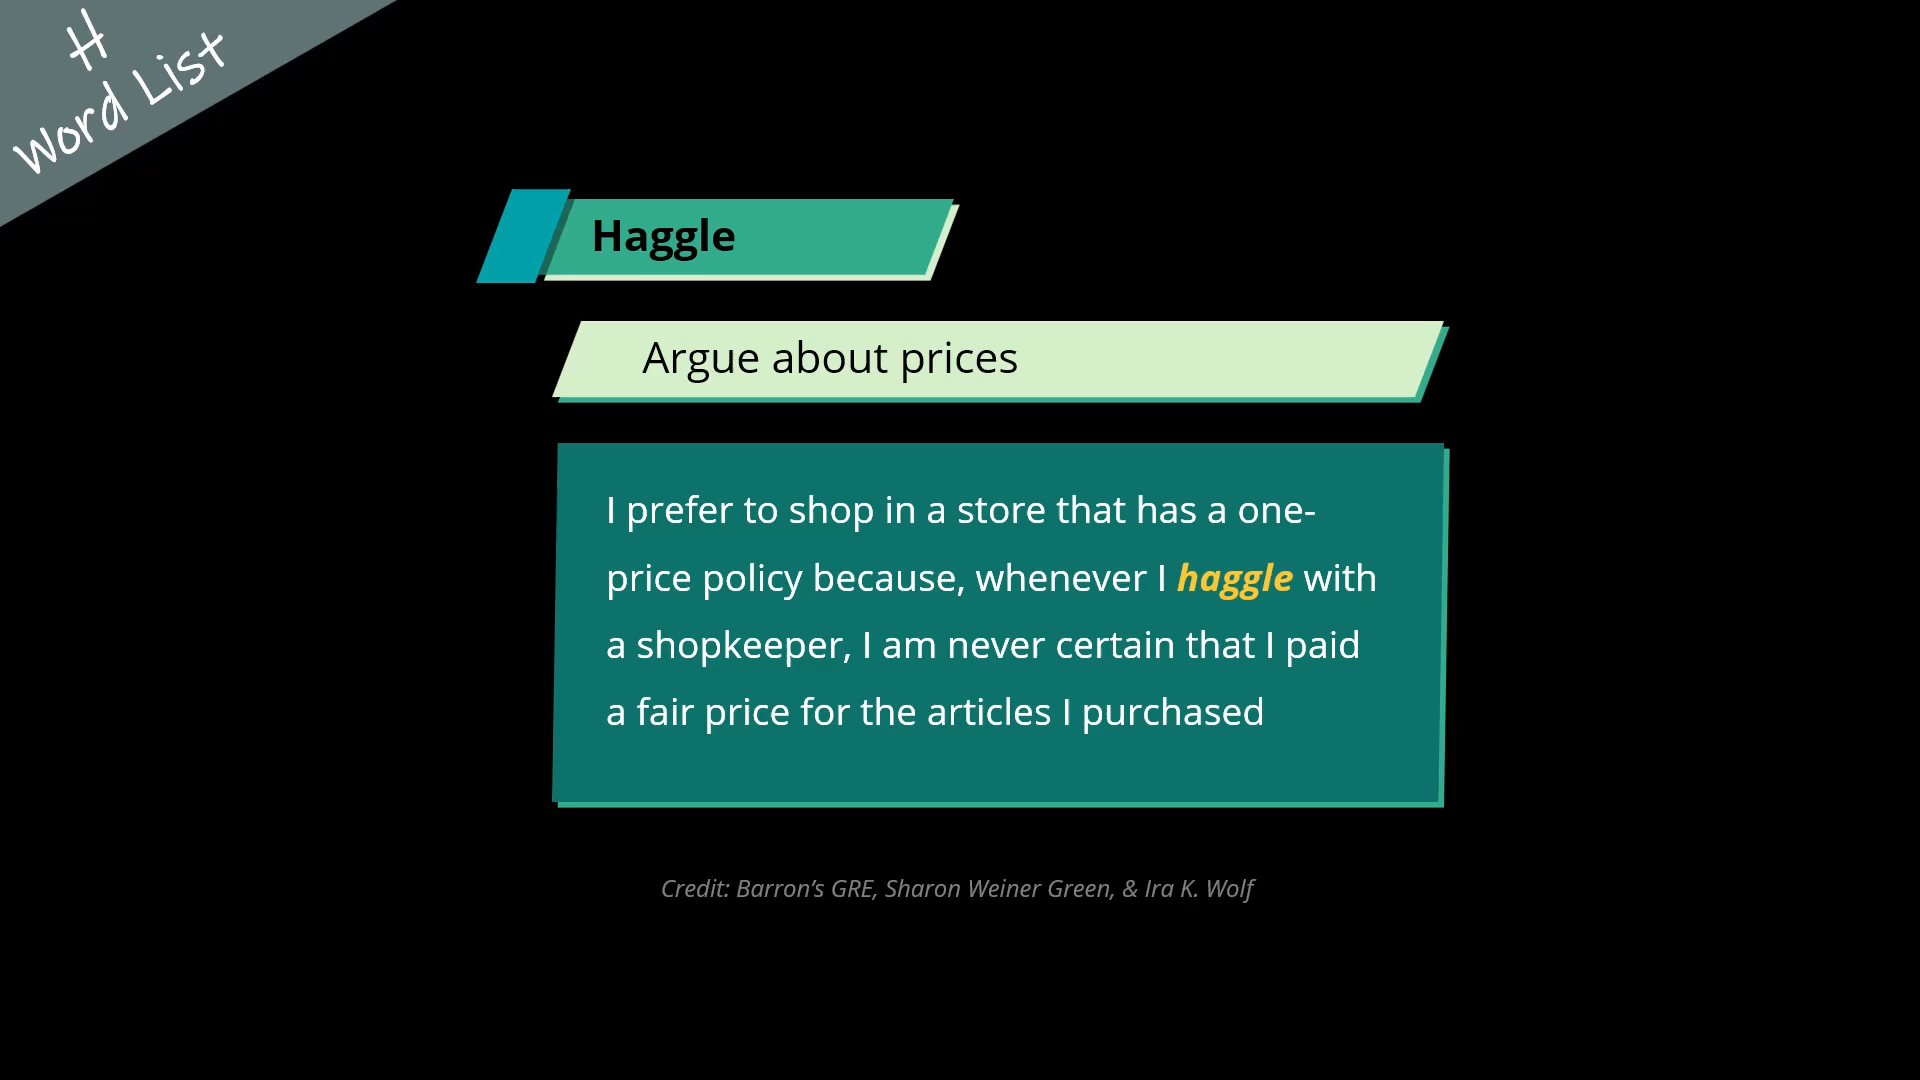 H
Word List
Haggle
Argue about prices
I prefer to shop in a store that has a one-
price policy because, whenever I haggle with
a shopkeeper, I am never certain that I paid
a fair price for the articles I purchased
Credit: Barron’s GRE, Sharon Weiner Green, & Ira K. Wolf